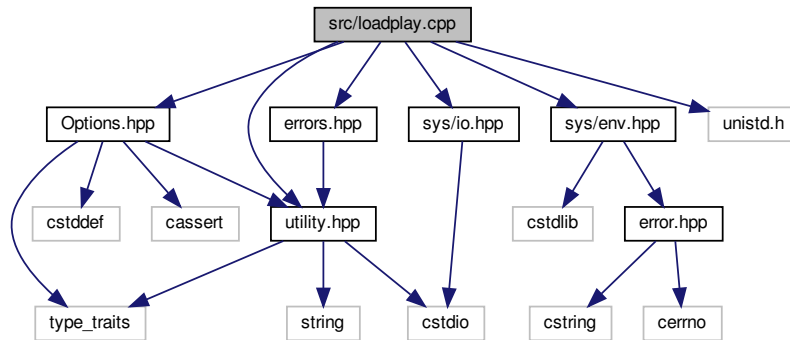 src/loadplay.cpp
Options.hpp
errors.hpp
sys/io.hpp
sys/env.hpp
unistd.h
cstddef
cassert
utility.hpp
cstdlib
error.hpp
type_traits
string
cstdio
cstring
cerrno